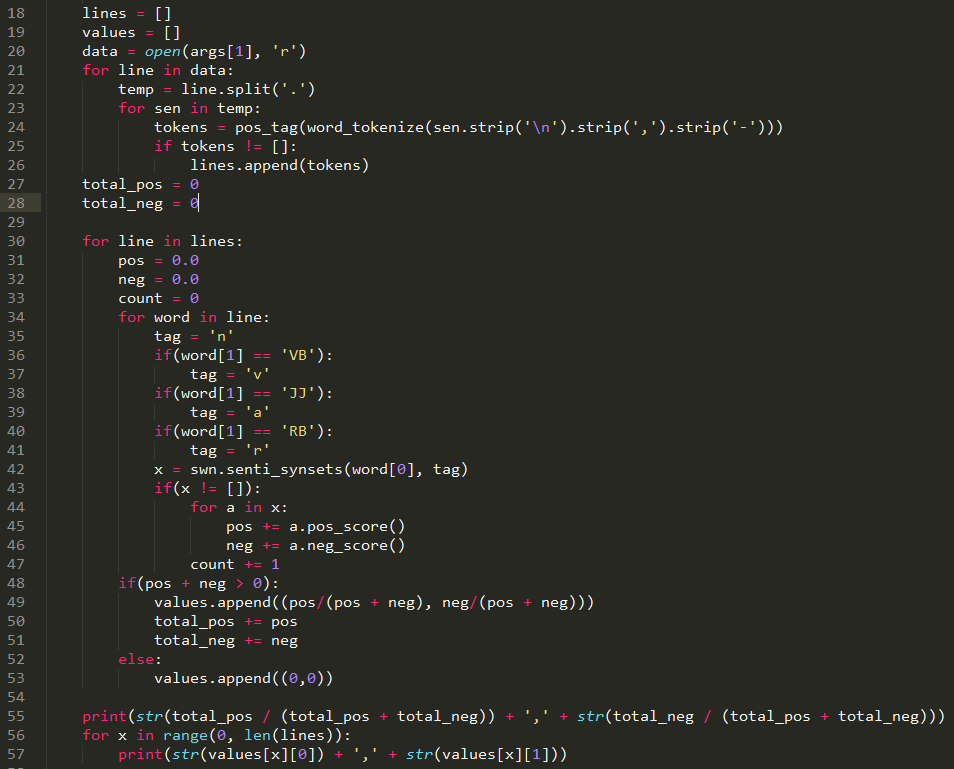 18 lines = []
19 values = []
20 data = open(args[1], 'r')
21 for line in data:
22 temp = line.split('.')
23 for sen in temp:
24 tokens = pos_tag(word_tokenize(sen.strip('\n').strip(',').strip('-')))
25 if tokens != []:
26 lines.append(tokens)
27 total_pos = 0
28 total_neg = 0
29
30 for line in lines:
31 pos = 0.0
32 neg = 0.0
33 count = 0
34 for word in line:
35 tag = 'n'
36 if(word[1] == 'VB'):
37 tag = 'v'
38 if(word[1] == 'JJ'):
39 tag = 'a'
40 if(word[1] == 'RB'):
41 tag = 'r'
42 x = swn.senti_synsets(word[0], tag)
43 if(x != []):
44 for a in x:
45 pos += a.pos_score()
46 neg += a.neg_score()
47 count += 1
48 if(pos + neg > 0):
49 values.append((pos/(pos + neg), neg/(pos + neg)))
50 total_pos += pos
51 total_neg += neg
52 else:
53 values.append((0,0))
54
55 print(str(total_pos / (total_pos + total_neg)) + ',' + str(total_neg / (total_pos + total_neg)))
56 for x in range(0, len(lines)):
57 print(str(values[x][0]) + ',' + str(values[x][1]))